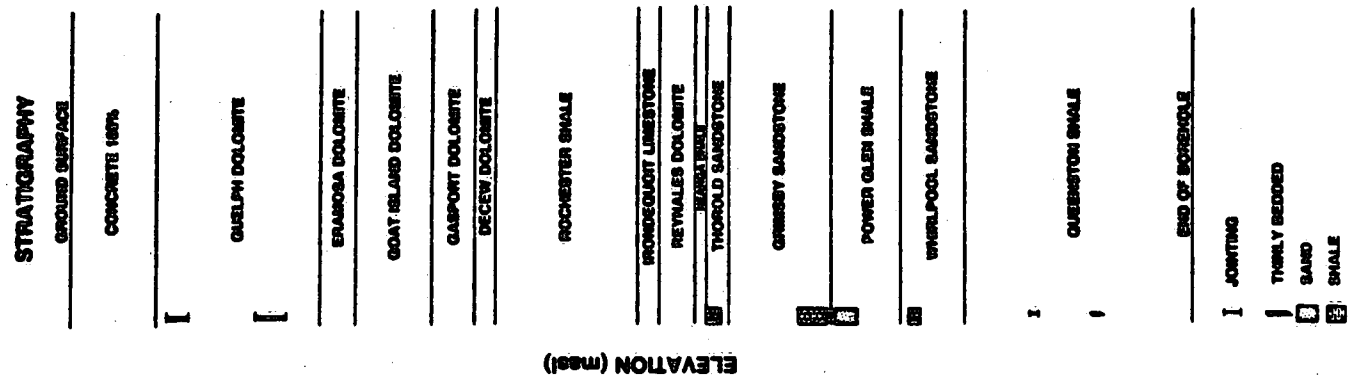 STRATIGRAPHY
GROUND SURFACE
CONCRETE 100%
GUELPH DOLOMITE
ERAMOSA DOLOMITE
GOAT ISLAND DOLOMITE
GASPORT DOLOMITE
DECEW DOLOMITE
ROCHESTER SHALE
IRONDEQUOIT LIMESTONE
REYNALES DOLOMITE
NEAHGA SHALE
THOROLD SANDSTONE
GRIMSBY SANDSTONE
POWER GLEN SHALE
WHIRLPOOL SANDSTONE
QUEENSTON SHALE
END OF BOREHOLE
JOINTING
THINLY BEDDED
SAND
SHALE
ELEVATION (masl)